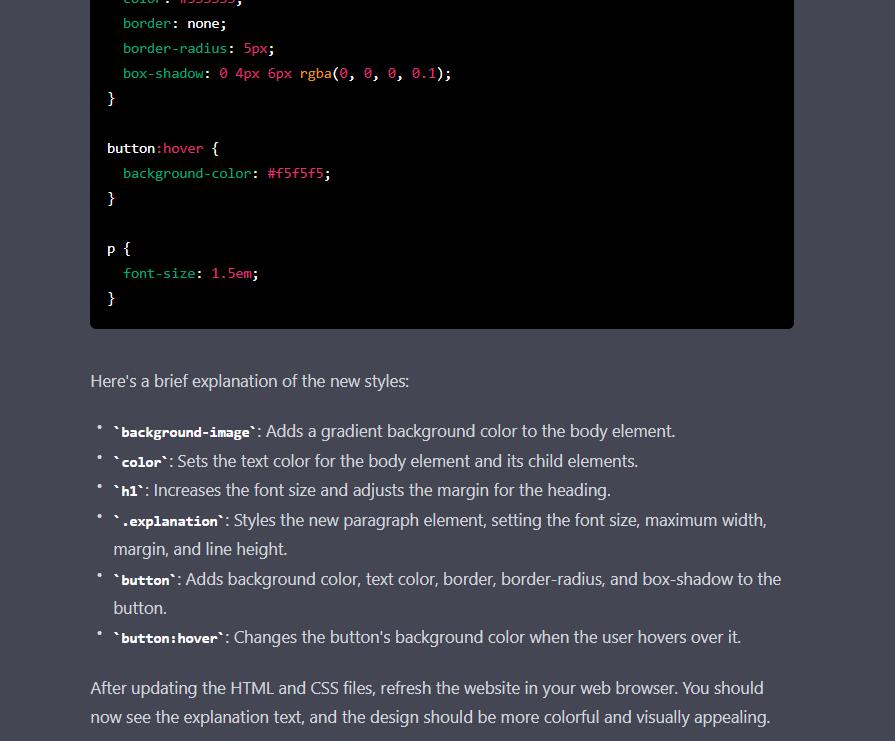 color: #333333;
border: none;
border-radius: 5px;
box-shadow: 0 4px 6px rgba(0, 0, 0, 0.1);
}
button:hover {
background-color: #f5f5f5;
}
p {
font-size: 1.5em;
}
Here's a brief explanation of the new styles:
• `background-image`: Adds a gradient background color to the body element.
• `color`: Sets the text color for the body element and its child elements.
• `h1`: Increases the font size and adjusts the margin for the heading.
• `.explanation`: Styles the new paragraph element, setting the font size, maximum width,
margin, and line height.
• `button`: Adds background color, text color, border, border-radius, and box-shadow to the
button.
• `button:hover`: Changes the button's background color when the user hovers over it.
After updating the HTML and CSS files, refresh the website in your web browser. You should
now see the explanation text, and the design should be more colorful and visually appealing.